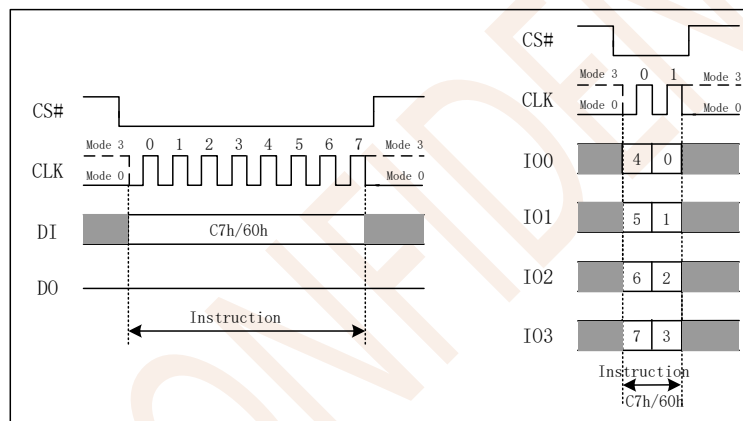 CS#
Mode 3 0 1 2 3 4 5 6 7 Mode 3
CLK
Mode 0 Mode 0
DI C7h/60h
DO
Instruction
CS#
Mode 3 0 1 Mode 3
CLK
Mode 0 Mode 0
IO0 4 0
IO1 5 1
IO2 6 2
IO3 7 3
Instruction
C7h/60h